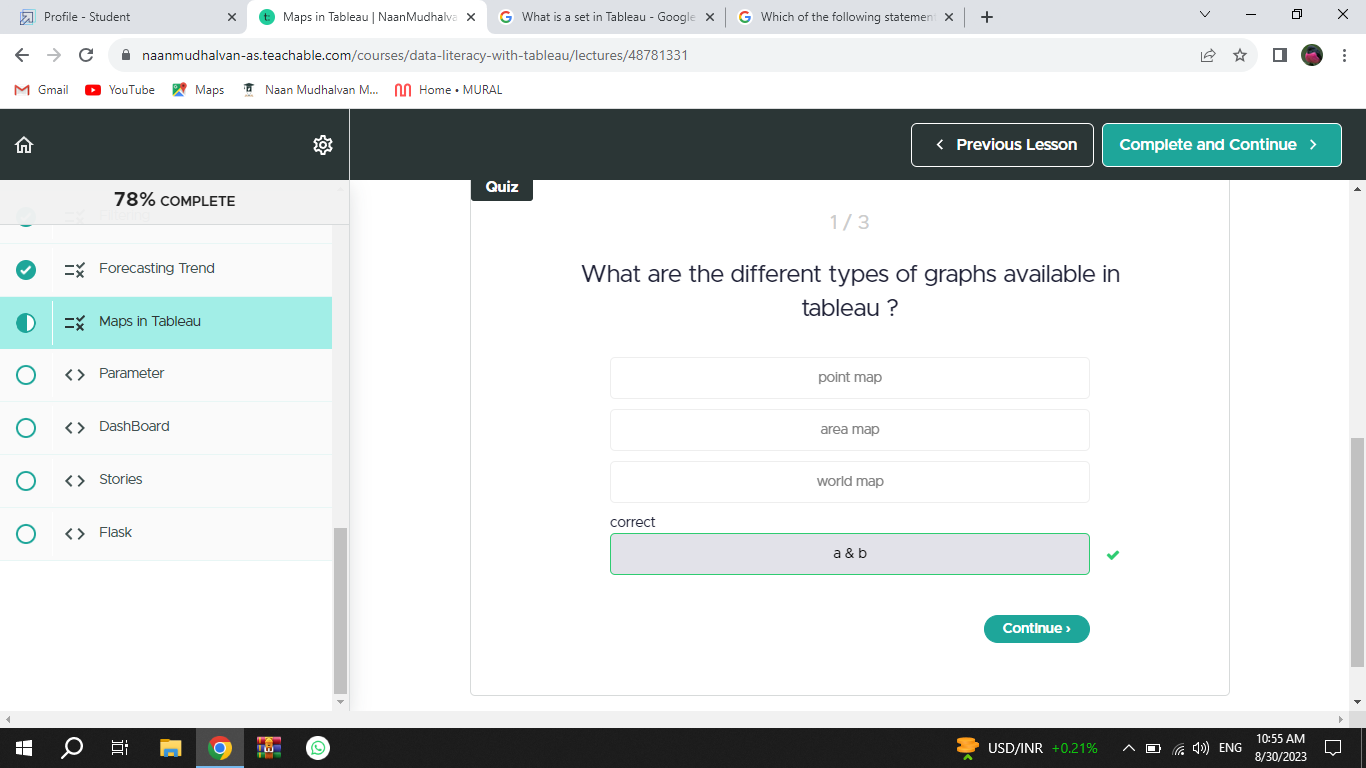 Profile - Student
Maps in Tableau | NaanMudhalva
What is a set in Tableau - Google
Which of the following statement
naanmudhalvan-as.teachable.com/courses/data-literacy-with-tableau/lectures/48781331
Gmail
YouTube
Maps
Naan Mudhalvan M...
Home • MURAL
Previous Lesson
Complete and Continue
78% COMPLETE
Forecasting Trend
Maps in Tableau
Parameter
DashBoard
Stories
Flask
Quiz
1 / 3
What are the different types of graphs available in
tableau ?
point map
area map
world map
correct
a & b
Continue ›
USD/INR +0.21%
ENG
10:55 AM
8/30/2023